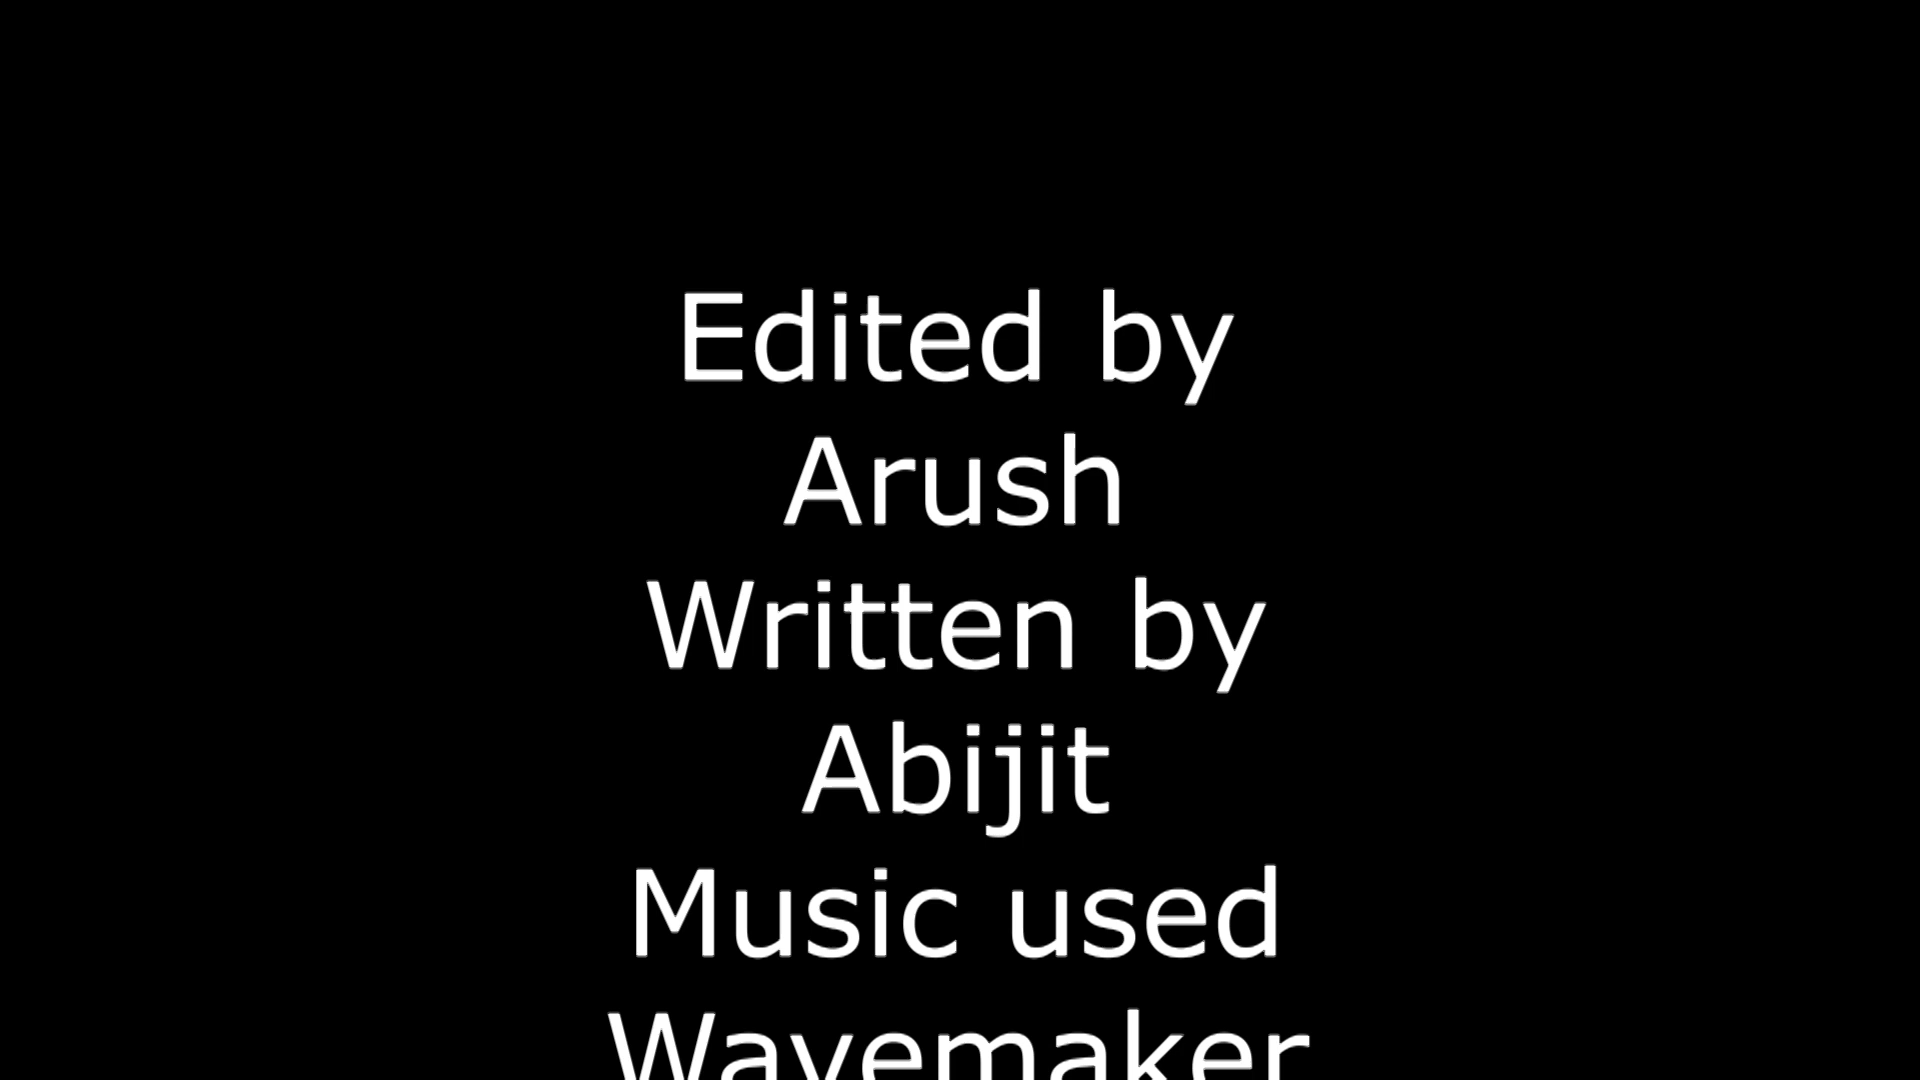 Edited by
Arush
Written by
Abijit
Music used
Wavemaker